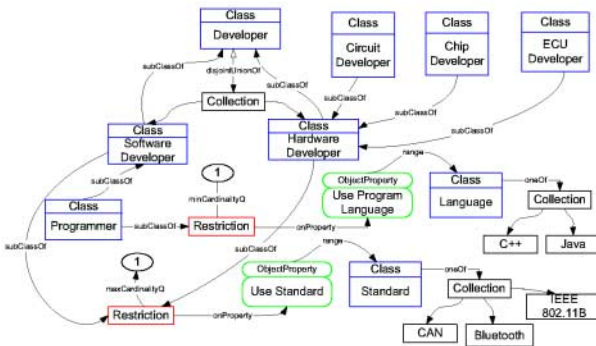 Class
Developer
Class
Circuit
Developer
Class
Chip
Developer
Class
ECU
Developer
subClassOf
disjointUnionOf
subClassOf
subClassOf
subClassOf
subClassOf
Collection
Class
Software
Developer
Class
Hardware
Developer
range
subClassOf
1
minCardinalityQ
ObjectProperty
Use Program
Language
Class
Language
oneOf
Collection
C++
Java
Class
Programmer
subClassOf
Restriction
onProperty
subClassOf
subClassOf
range
1
maxCardinalityQ
ObjectProperty
Use Standard
Class
Standard
oneOf
Collection
IEEE
802.11B
Restriction
onProperty
CAN
Bluetooth